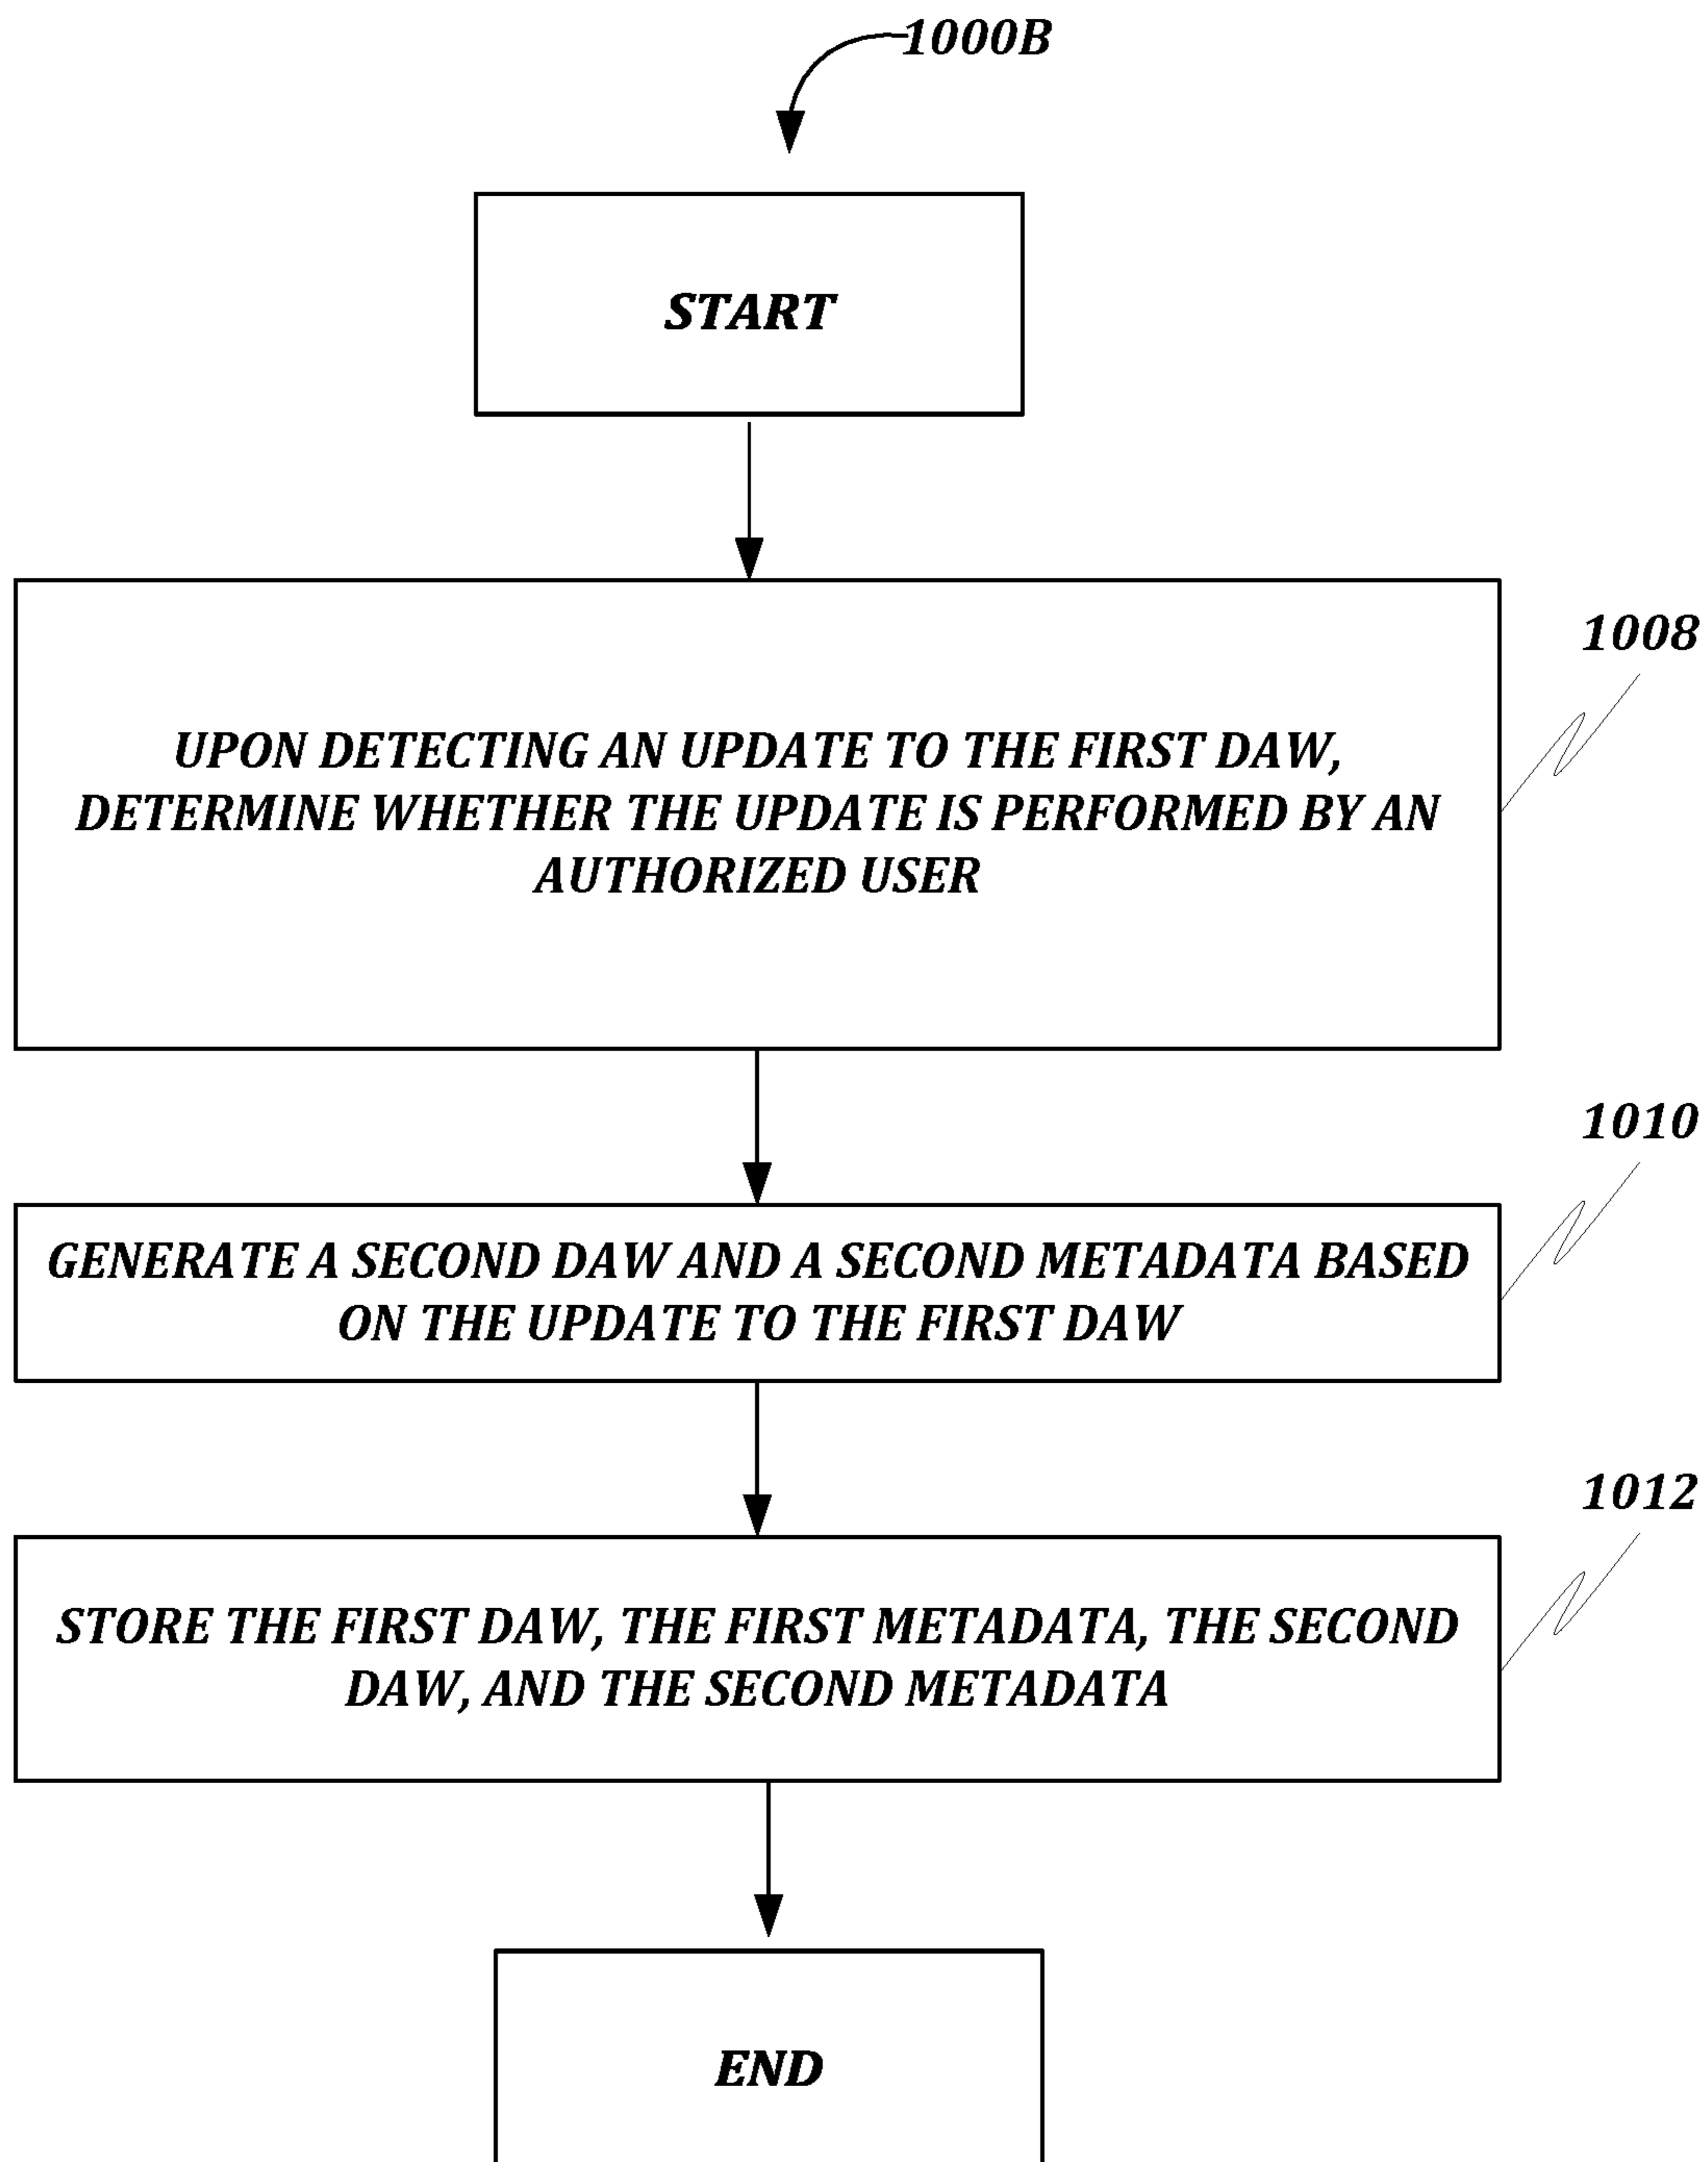 1000B
START
1008
UPON DETECTING AN UPDATE TO THE FIRST DAW,
DETERMINE WHETHER THE UPDATE IS PERFORMED BY AN
AUTHORIZED USER
1010
GENERATE A SECOND DAW AND A SECOND METADATA BASED
ON THE UPDATE TO THE FIRST DAW
1012
STORE THE FIRST DAW, THE FIRST METADATA, THE SECOND
DAW, AND THE SECOND METADATA
END